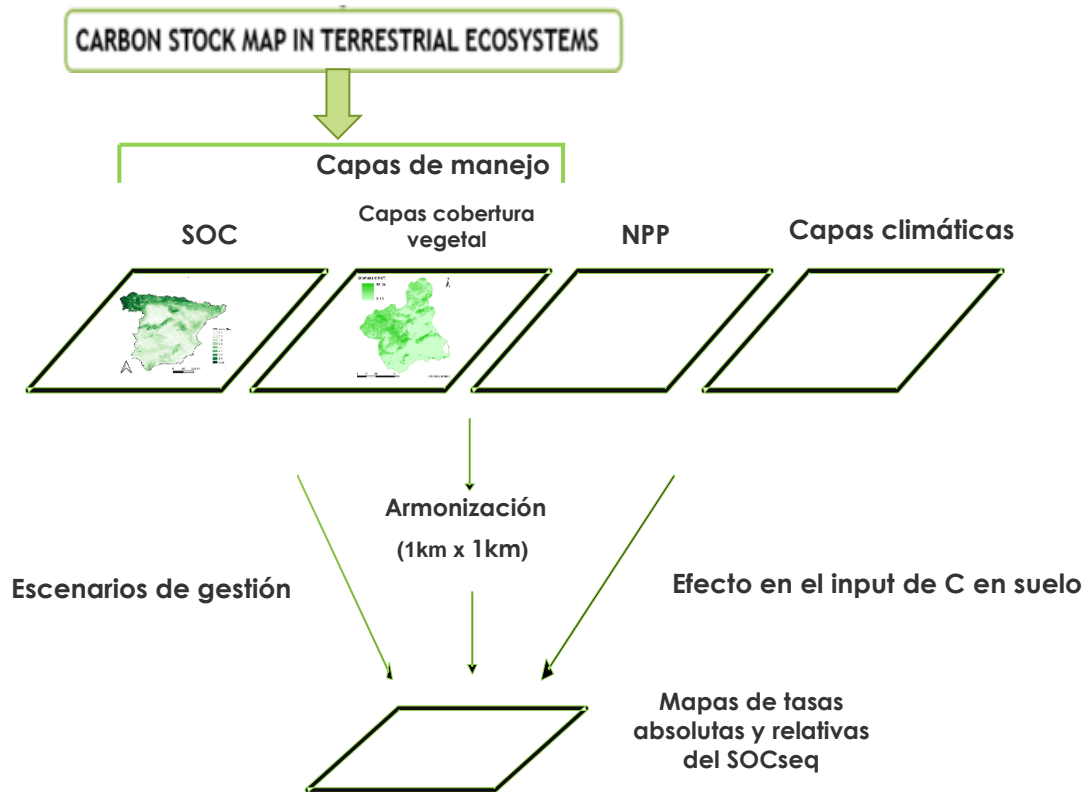 CARBON STOCK MAP IN TERRESTRIAL ECOSYSTEMS
Capas de manejo
SOC
Capas cobertura
vegetal
NPP
Capas climáticas
Armonización
(1km x 1km)
Escenarios de gestión
Efecto en el input de C en suelo
Mapas de tasas
absolutas y relativas
del SOCseq